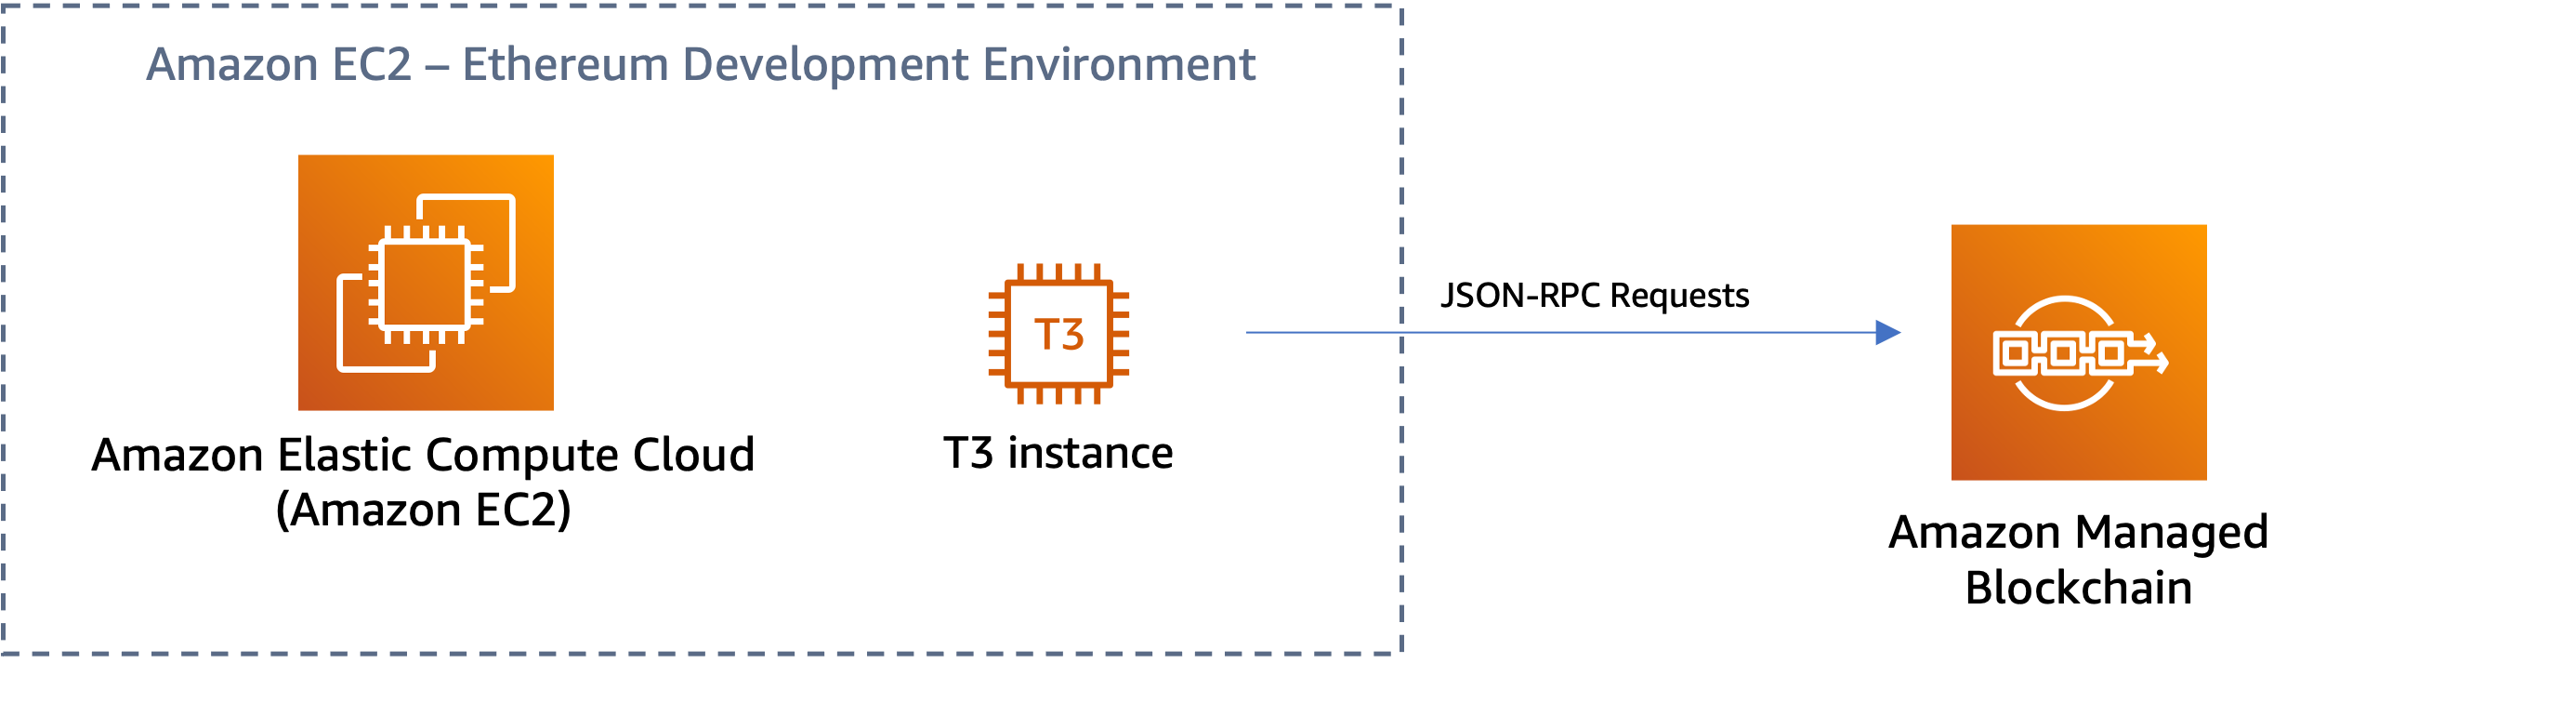 Amazon EC2 – Ethereum Development Environment
JSON-RPC Requests
T3
Amazon Elastic Compute Cloud
(Amazon EC2)
T3 instance
Amazon Managed
Blockchain